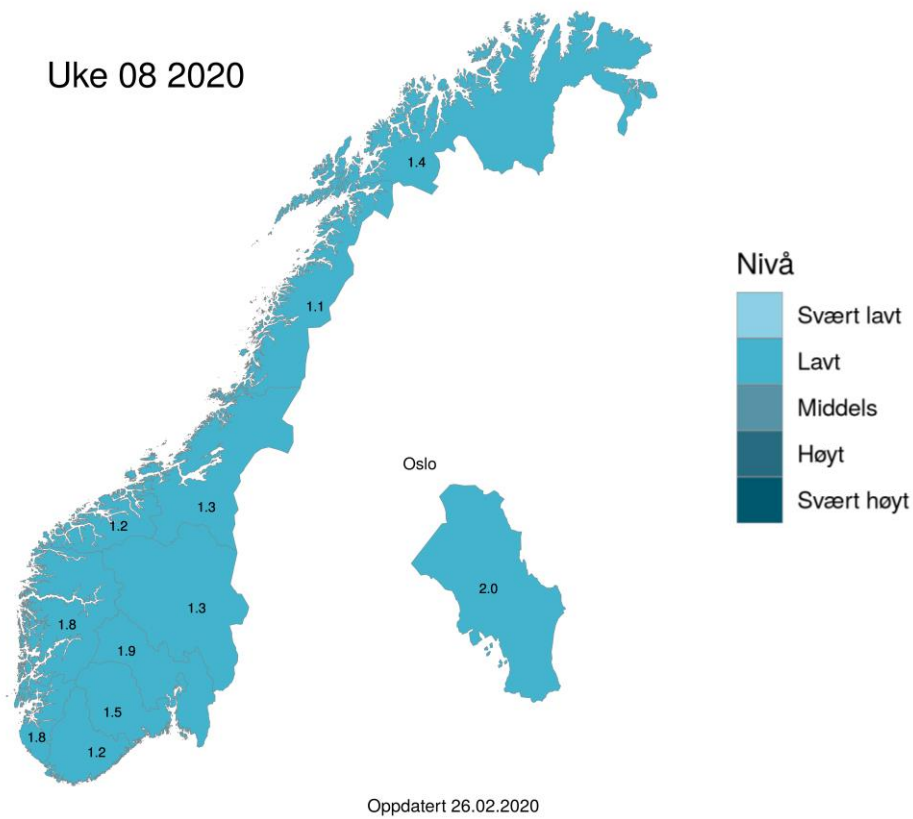 Uke 08 2020
1.4
1.1
Nivå
Svært lavt
Lavt
Middels
Høyt
Svært høyt
Oslo
1.3
1.2
2.0
1.3
1.8
1.9
1.5
1.8
1.2
Oppdatert 26.02.2020